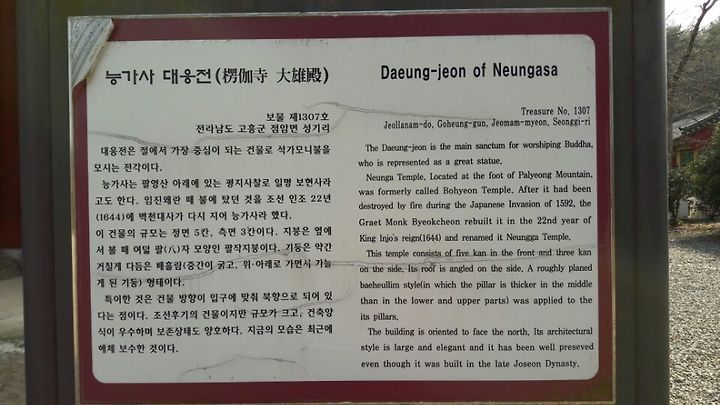 능가사 대웅전(楞伽寺 大雄殿)
보물 제1307호
전라남도 고흥군 점암면 성기리
대웅전은 절에서 가장 중심이 되는 건물로 석가모니불을
모시는 전각이다.
능가사는 팔영산 아래에 있는 평지사찰로 일명 보현사라
고도 한다. 임진왜란 때 불에 탔던 것을 조선 인조 22년
(1644)에 벽천대사가 다시 지어 능가사라 했다.
이 건물의 규모는 정면 5칸, 측면 3칸이다. 지붕은 옆에
서 볼 때 여덟 팔(八)자 모양인 팔작지붕이다. 기둥은 약간
거칠게 다듬은 배흘림(중간이 굵고, 위·아래로 가면서 가늘
게 된 기둥) 형태이다.
특이한 것은 건물 방향이 입구에 맞춰 북향으로 되어 있
다는 점이다. 조선후기의 건물이지만 규모가 크고, 건축양
식이 우수하며 보존상태도 양호하다. 지금의 모습은 최근에
해체 보수한 것이다.
Daeung-jeon of Neungasa
Treasure No. 1307
Jeollanam-do, Goheung-gun, Jeomam-myeon, Seonggi-ri
The Daeung-jeon is the main sanctum for worshiping Buddha,
who is represented as a great statue.
Neunga Temple, Located at the foot of Palyeong Mountain,
was formerly called Bohyeon Temple. After it had been
destroyed by fire during the Japanese Invasion of 1592, the
Graet Monk Byeokcheon rebuilt it in the 22nd year of
King Injo's reign(1644) and renamed it Neungga Temple.
This temple consists of five kan in the front and three kan
on the side. Its roof is angled on the side. A roughly planed
baeheullim style(in which the pillar is thicker in the middle
than in the lower and upper parts) was applied to the
its pillars.
The building is oriented to face the north. Its architectural
style is large and elegant and it has been well preseved
even though it was built in the late Joseon Dynasty.